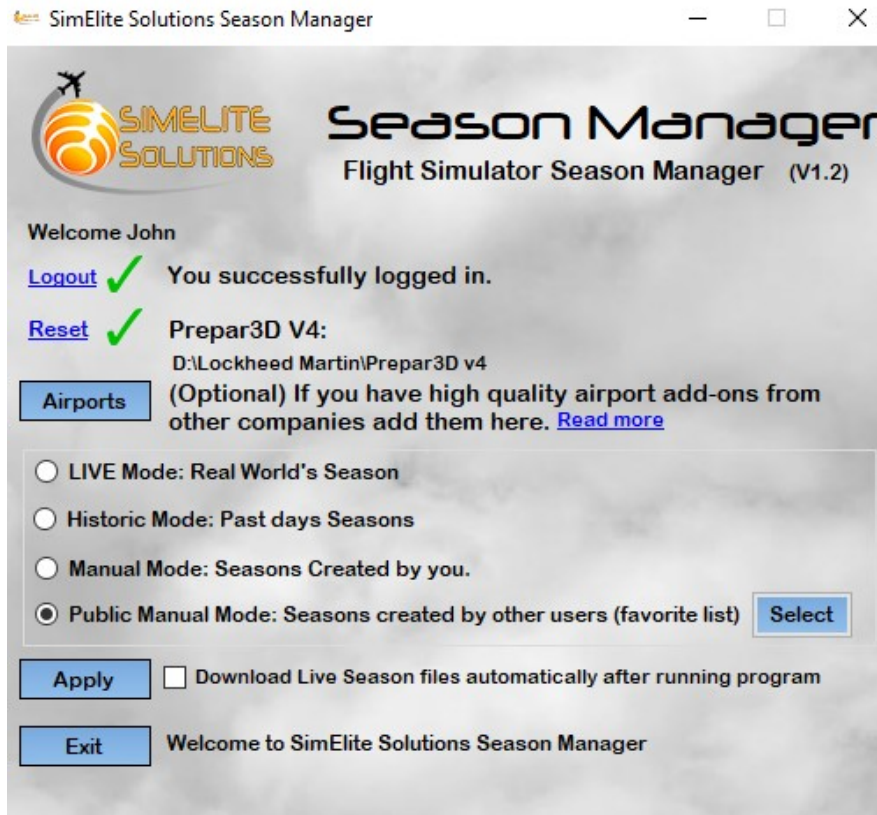 SimElite Solutions Season Manager
SIMELITE
SOLUTIONS
Season Manager
Flight Simulator Season Manager (V1.2)
Welcome John
Logout You successfully logged in.
Reset Prepar3D V4:
D:\Lockheed Martin\Prepar3D v4
Airports
(Optional) If you have high quality airport add-ons from
other companies add them here. Read more
LIVE Mode: Real World's Season
Historic Mode: Past days Seasons
Manual Mode: Seasons Created by you.
Public Manual Mode: Seasons created by other users (favorite list) Select
Apply Download Live Season files automatically after running program
Exit Welcome to SimElite Solutions Season Manager